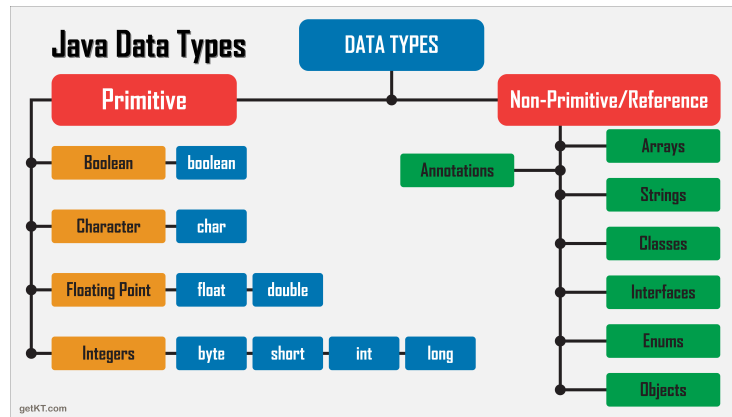 Java Data Types
DATA TYPES
Primitive
Non-Primitive/Reference
Boolean
boolean
Character
char
Floating Point
float
double
Integers
byte
short
int
long
Annotations
Arrays
Strings
Classes
Interfaces
Enums
Objects
getKT.com